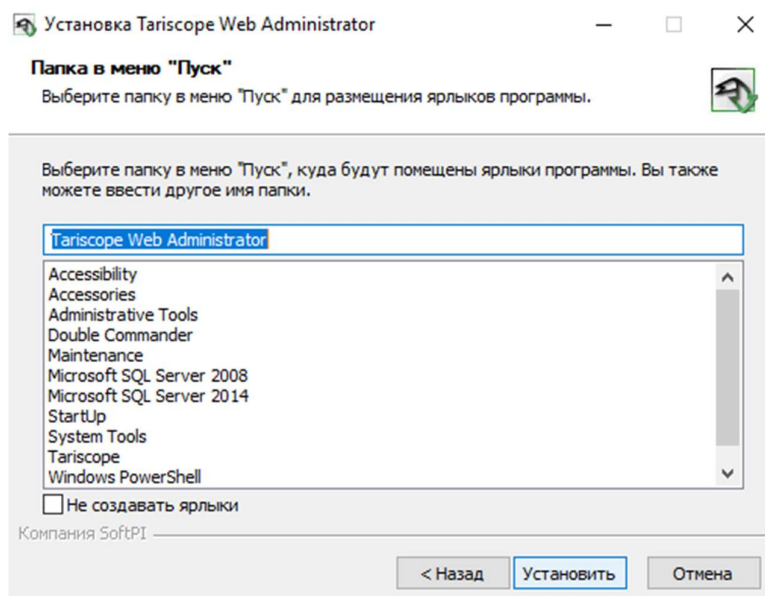 Установка Tariscope Web Administrator
Папка в меню "Пуск"
Выберите папку в меню "Пуск" для размещения ярлыков программы.
Выберите папку в меню "Пуск", куда будут помещены ярлыки программы. Вы также
можете ввести другое имя папки.
Tariscope Web Administrator
Accessibility
Accessories
Administrative Tools
Double Commander
Maintenance
Microsoft SQL Server 2008
Microsoft SQL Server 2014
StartUp
System Tools
Tariscope
Windows PowerShell
Не создавать ярлыки
Компания SoftPI
< Назад Установить Отмена